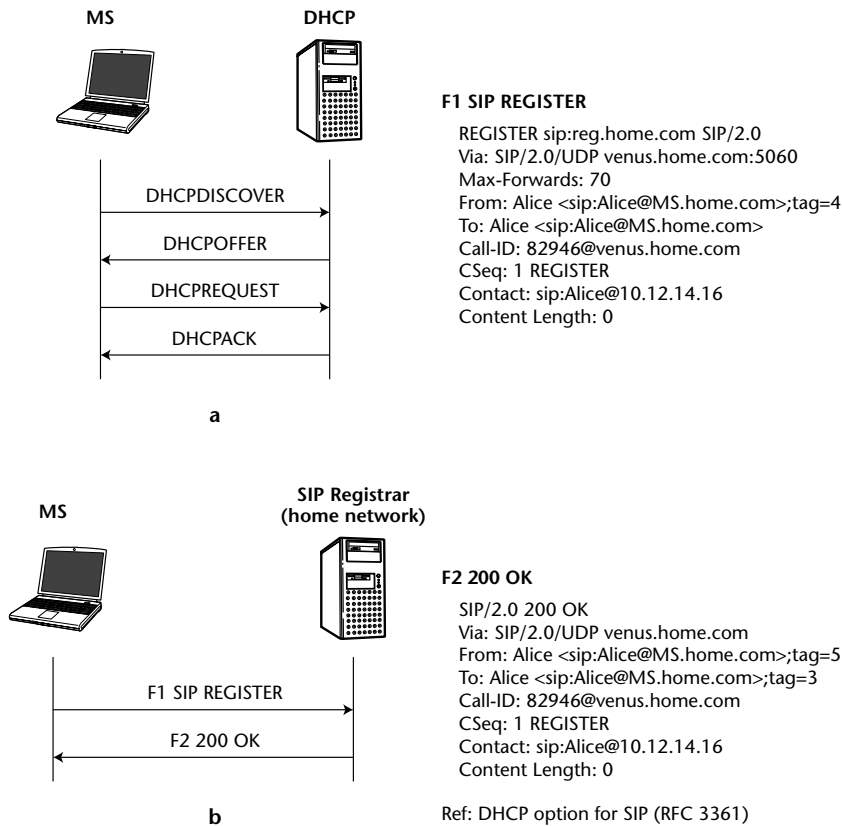 MS
DHCP
DHCPDISCOVER
DHCPOFFER
DHCPREQUEST
DHCPACK
a
F1 SIP REGISTER
REGISTER sip:reg.home.com SIP/2.0
Via: SIP/2.0/UDP venus.home.com:5060
Max-Forwards: 70
From: Alice <sip:Alice@MS.home.com>;tag=4
To: Alice <sip:Alice@MS.home.com>
Call-ID: 82946@venus.home.com
CSeq: 1 REGISTER
Contact: sip:Alice@10.12.14.16
Content Length: 0
MS
SIP Registrar
(home network)
F1 SIP REGISTER
F2 200 OK
b
F2 200 OK
SIP/2.0 200 OK
Via: SIP/2.0/UDP venus.home.com
From: Alice <sip:Alice@MS.home.com>;tag=5
To: Alice <sip:Alice@MS.home.com>;tag=3
Call-ID: 82946@venus.home.com
CSeq: 1 REGISTER
Contact: sip:Alice@10.12.14.16
Content Length: 0
Ref: DHCP option for SIP (RFC 3361)